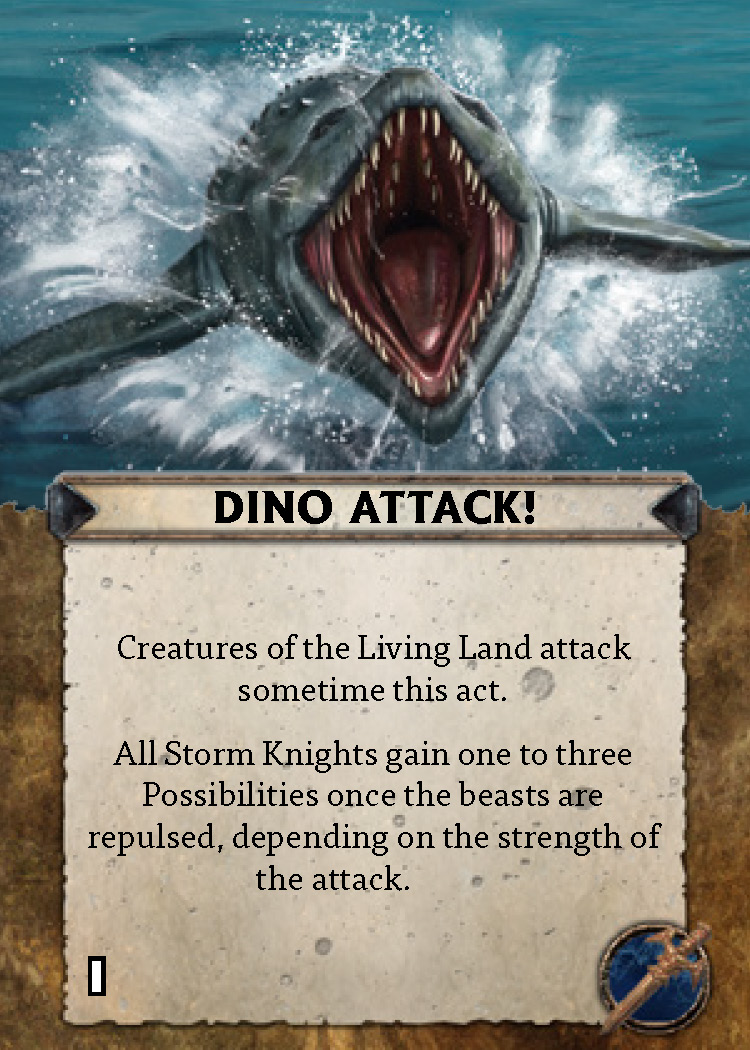 DINO ATTACK!
Creatures of the Living Land attack
sometime this act.
All Storm Knights gain one to three
Possibilities once the beasts are
repulsed, depending on the strength of
the attack.